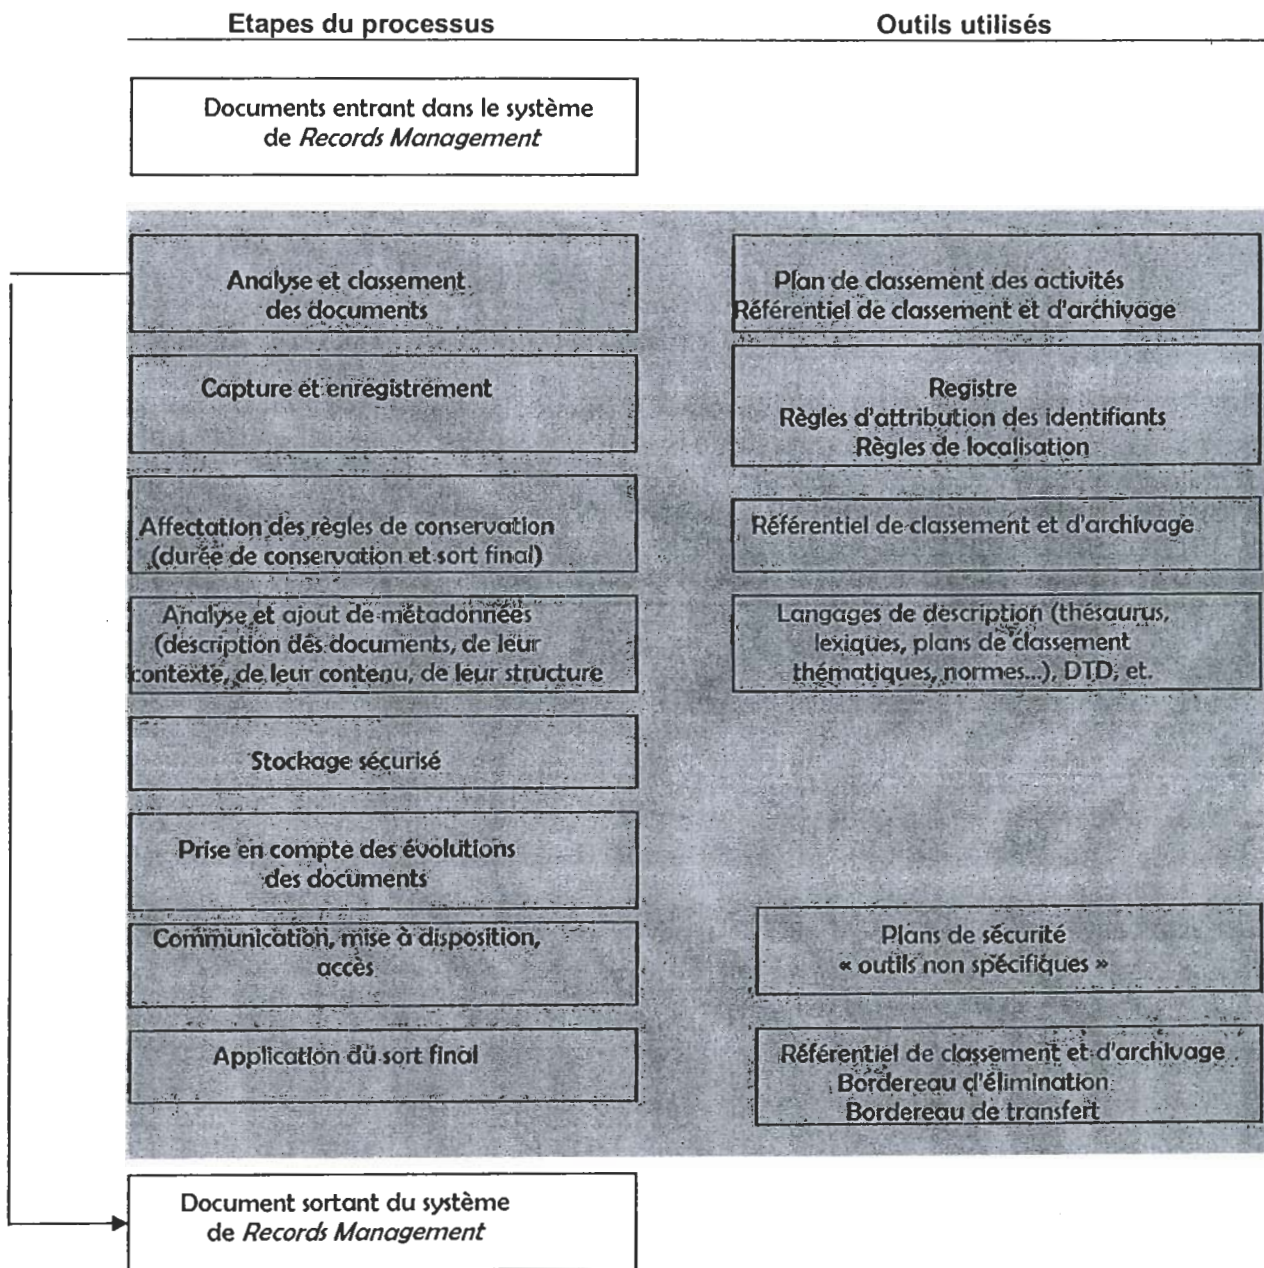 Etapes du processus
Outils utilisés
Documents entrant dans le système
de Records Management
Analyse et classement
des documents
Plan de classement des activités
Référentiel de classement et d'archivage
Capture et enregistrement
Registre
Règles d'attribution des identifiants
Règles de localisation
Affectation des règles de conservation
(durée de conservation et sort final)
Référentiel de classement et d'archivage
Analyse et ajout de métadonnées
(description des documents, de leur
contexte, de leur contenu, de leur structure
Langages de description (thésaurus,
lexiques, plans de classement
thématiques, normes...), DTD, et.
Stockage sécurisé
Prise en compte des évolutions
des documents
Communication, mise à disposition,
accès
Plans de sécurité
« outils non spécifiques »
Application du sort final
Référentiel de classement et d'archivage
Bordereau d'élimination
Bordereau de transfert
Document sortant du système
de Records Management